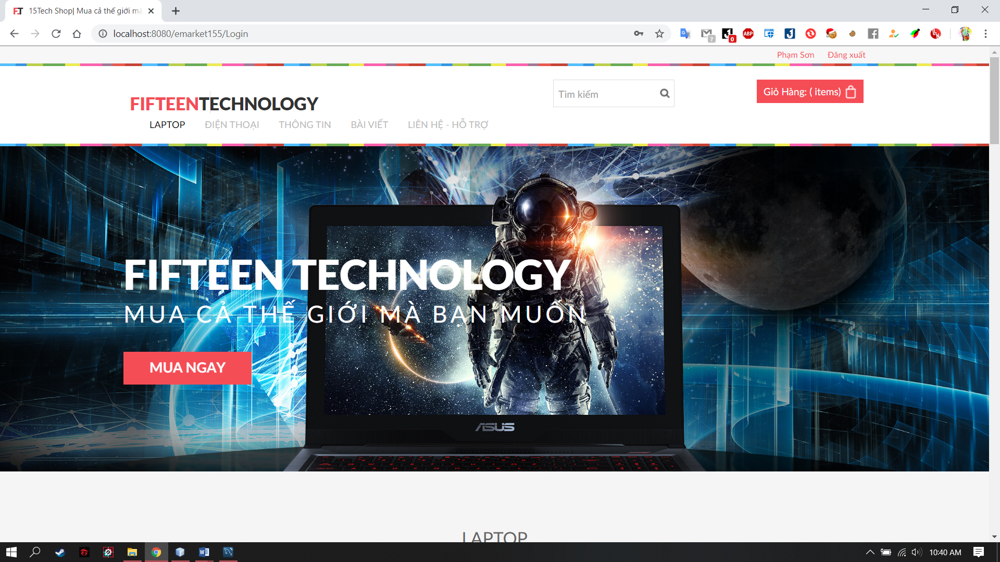 15Tech Shop| Mua cả thế giới mà
localhost:8080/emarket155/Login
Phạm Sơn Đăng xuất
FIFTEENTECHNOLOGY
Tìm kiếm
Giỏ Hàng: ( items)
LAPTOP ĐIỆN THOẠI THÔNG TIN BÀI VIẾT LIÊN HỆ - HỖ TRỢ
FIFTEEN TECHNOLOGY
MUA CẢ THẾ GIỚI MÀ BẠN MUỐN
MUA NGAY
ASUS
LAPTOP
10:40 AM